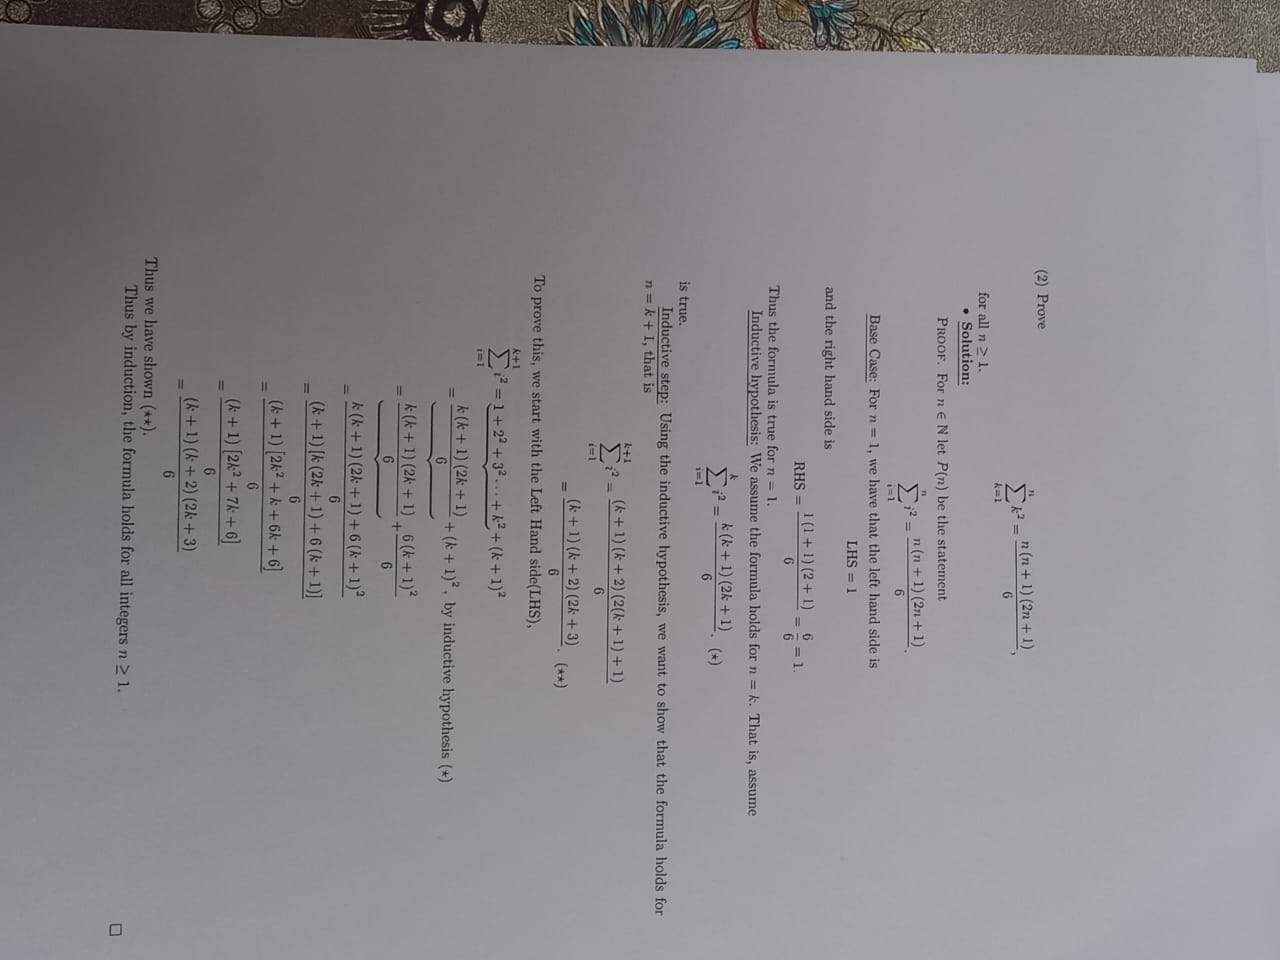 (2) Prove
\sum_{k=1}^{n} k^2 = \frac{n(n+1)(2n+1)}{6},
for all n ≥ 1.
• Solution:
PROOF. For n ∈ ℕ let P(n) be the statement
\sum_{i=1}^{n} i^2 = \frac{n(n+1)(2n+1)}{6}.
Base Case: For n = 1, we have that the left hand side is
LHS = 1
and the right hand side is
RHS = \frac{1(1+1)(2+1)}{6} = \frac{6}{6} = 1.
Thus the formula is true for n = 1.
Inductive hypothesis: We assume the formula holds for n = k. That is, assume
\sum_{i=1}^{k} i^2 = \frac{k(k+1)(2k+1)}{6}. (⋆)
is true.
Inductive step: Using the inductive hypothesis, we want to show that the formula holds for
n = k + 1, that is
\sum_{i=1}^{k+1} i^2 = \frac{(k+1)(k+2)(2(k+1)+1)}{6}
= \frac{(k+1)(k+2)(2k+3)}{6}. (⋆⋆)
To prove this, we start with the Left Hand side(LHS),
\sum_{i=1}^{k+1} i^2 = \underbrace{1 + 2^2 + 3^2 \cdots + k^2} + (k+1)^2
= \underbrace{\frac{k(k+1)(2k+1)}{6}} + (k+1)^2, by inductive hypothesis (⋆)
= \underbrace{\frac{k(k+1)(2k+1)}{6}} + \frac{6(k+1)^2}{6}
= \frac{k(k+1)(2k+1) + 6(k+1)^2}{6}
= \frac{(k+1)[k(2k+1) + 6(k+1)]}{6}
= \frac{(k+1)[2k^2 + k + 6k + 6]}{6}
= \frac{(k+1)[2k^2 + 7k + 6]}{6}
= \frac{(k+1)(k+2)(2k+3)}{6}
Thus we have shown (⋆⋆).
Thus by induction, the formula holds for all integers n ≥ 1.
□